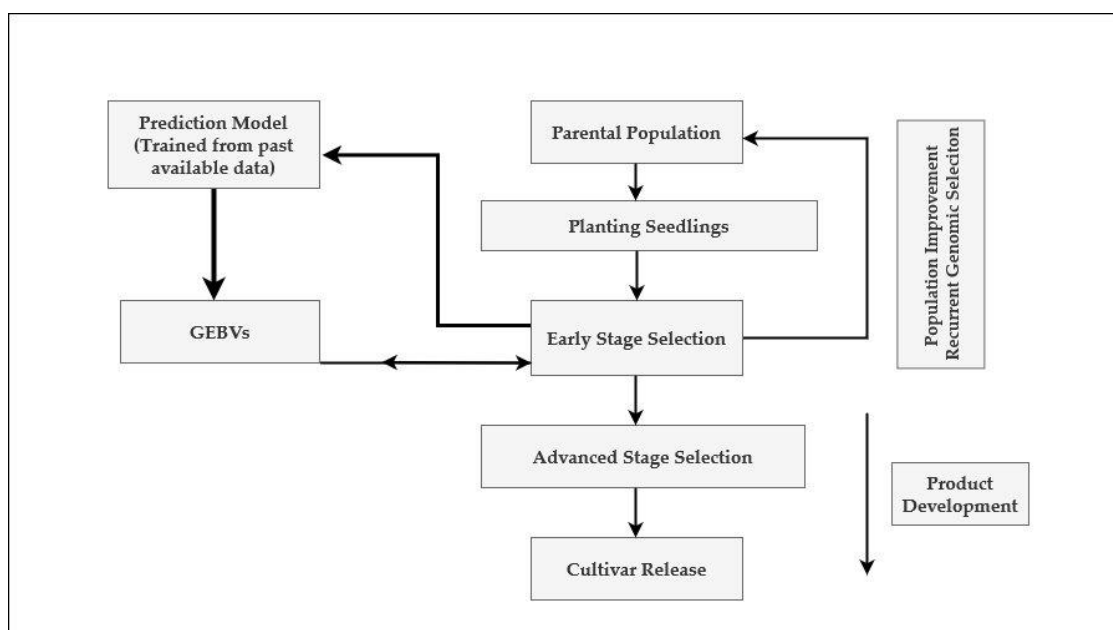 Prediction Model
(Trained from past
available data)
Parental Population
Planting Seedlings
GEBVs
Early Stage Selection
Population Improvement
Recurrent Genomic Seleciton
Advanced Stage Selection
Product
Development
Cultivar Release